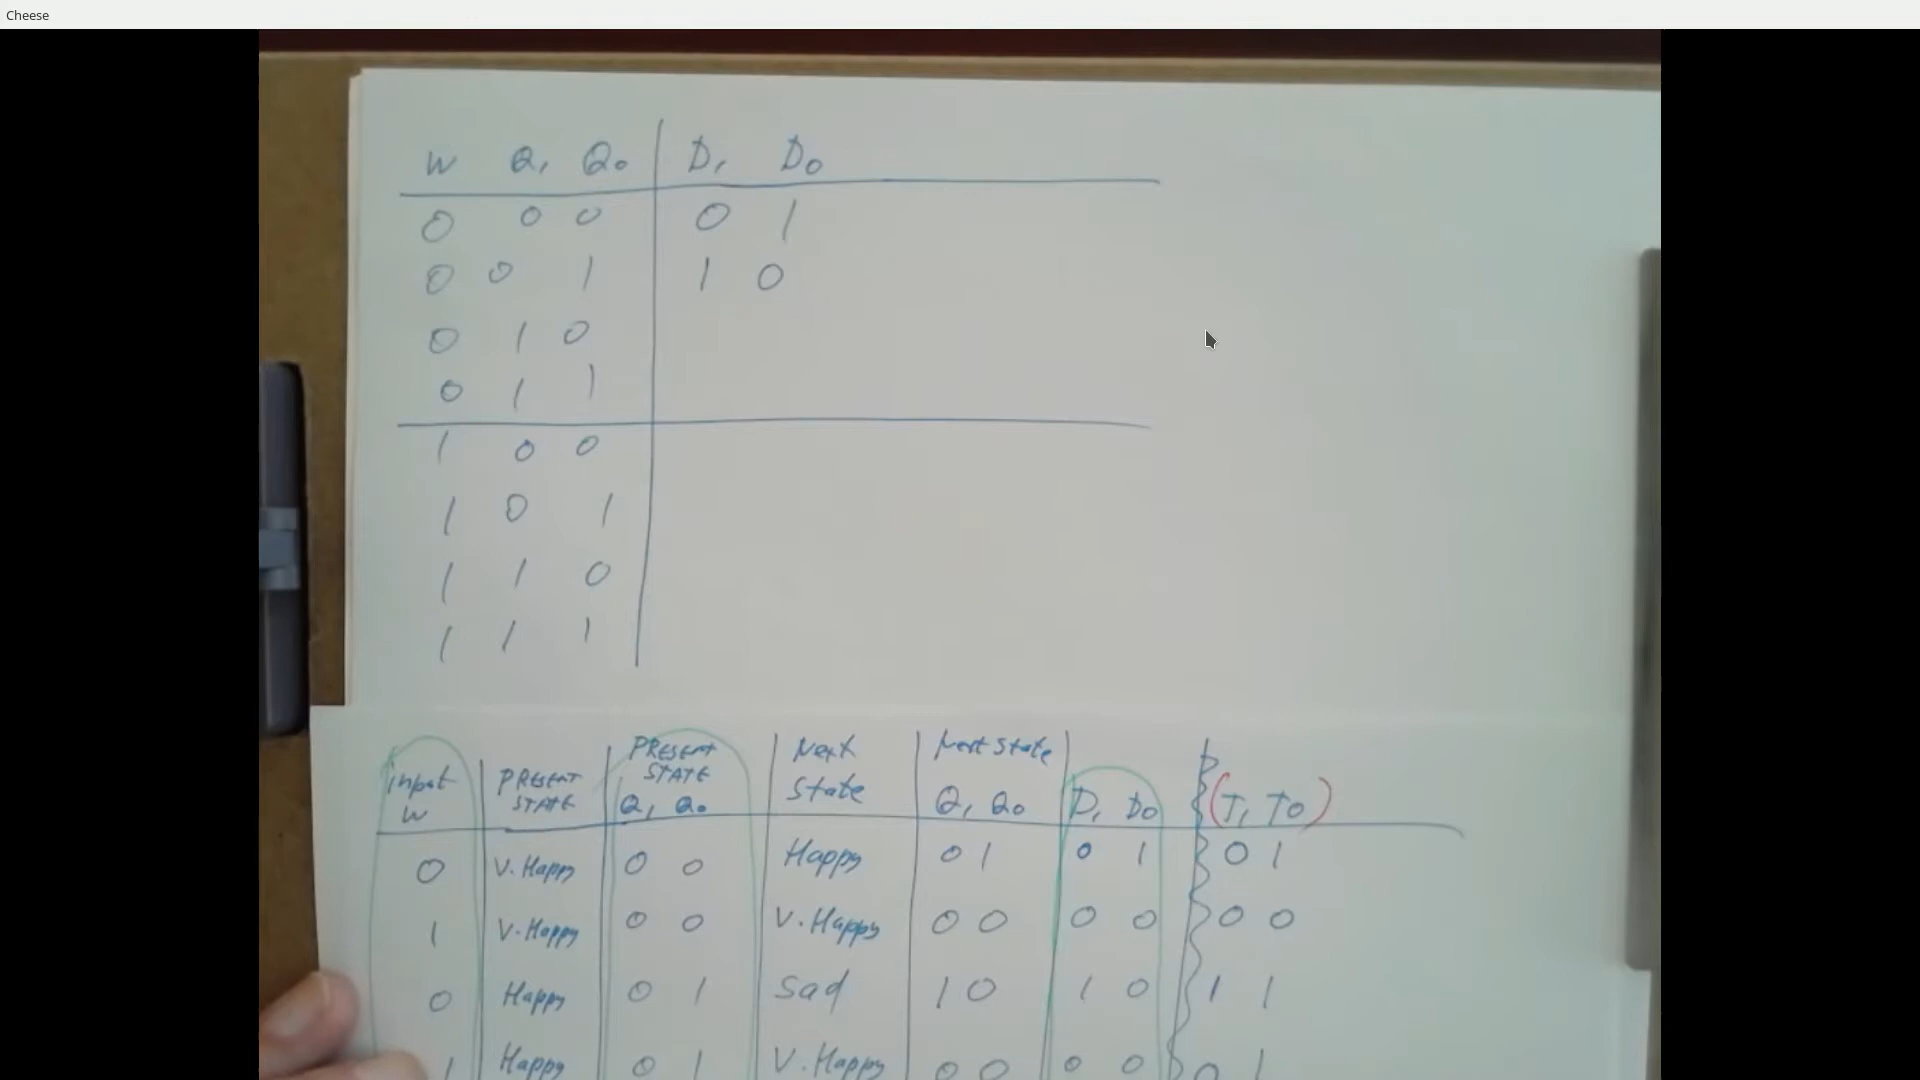 Cheese
W Q1 Q0 D1 D0
0 0 0 0 1
0 0 1 1 0
0 1 0
0 1 1
1 0 0
1 0 1
1 1 0
1 1 1
input W
PRESENT STATE
PRESENT STATE Q1 Q0
Next State
Next State Q1 Q0
D1 D0
(T1 T0)
0 V.Happy 0 0 Happy 0 1 0 1 0 1
1 V.Happy 0 0 V.Happy 0 0 0 0 0 0
0 Happy 0 1 Sad 1 0 1 0 1 1
1 Happy 0 1 V.Happy 0 0 0 0 0 1